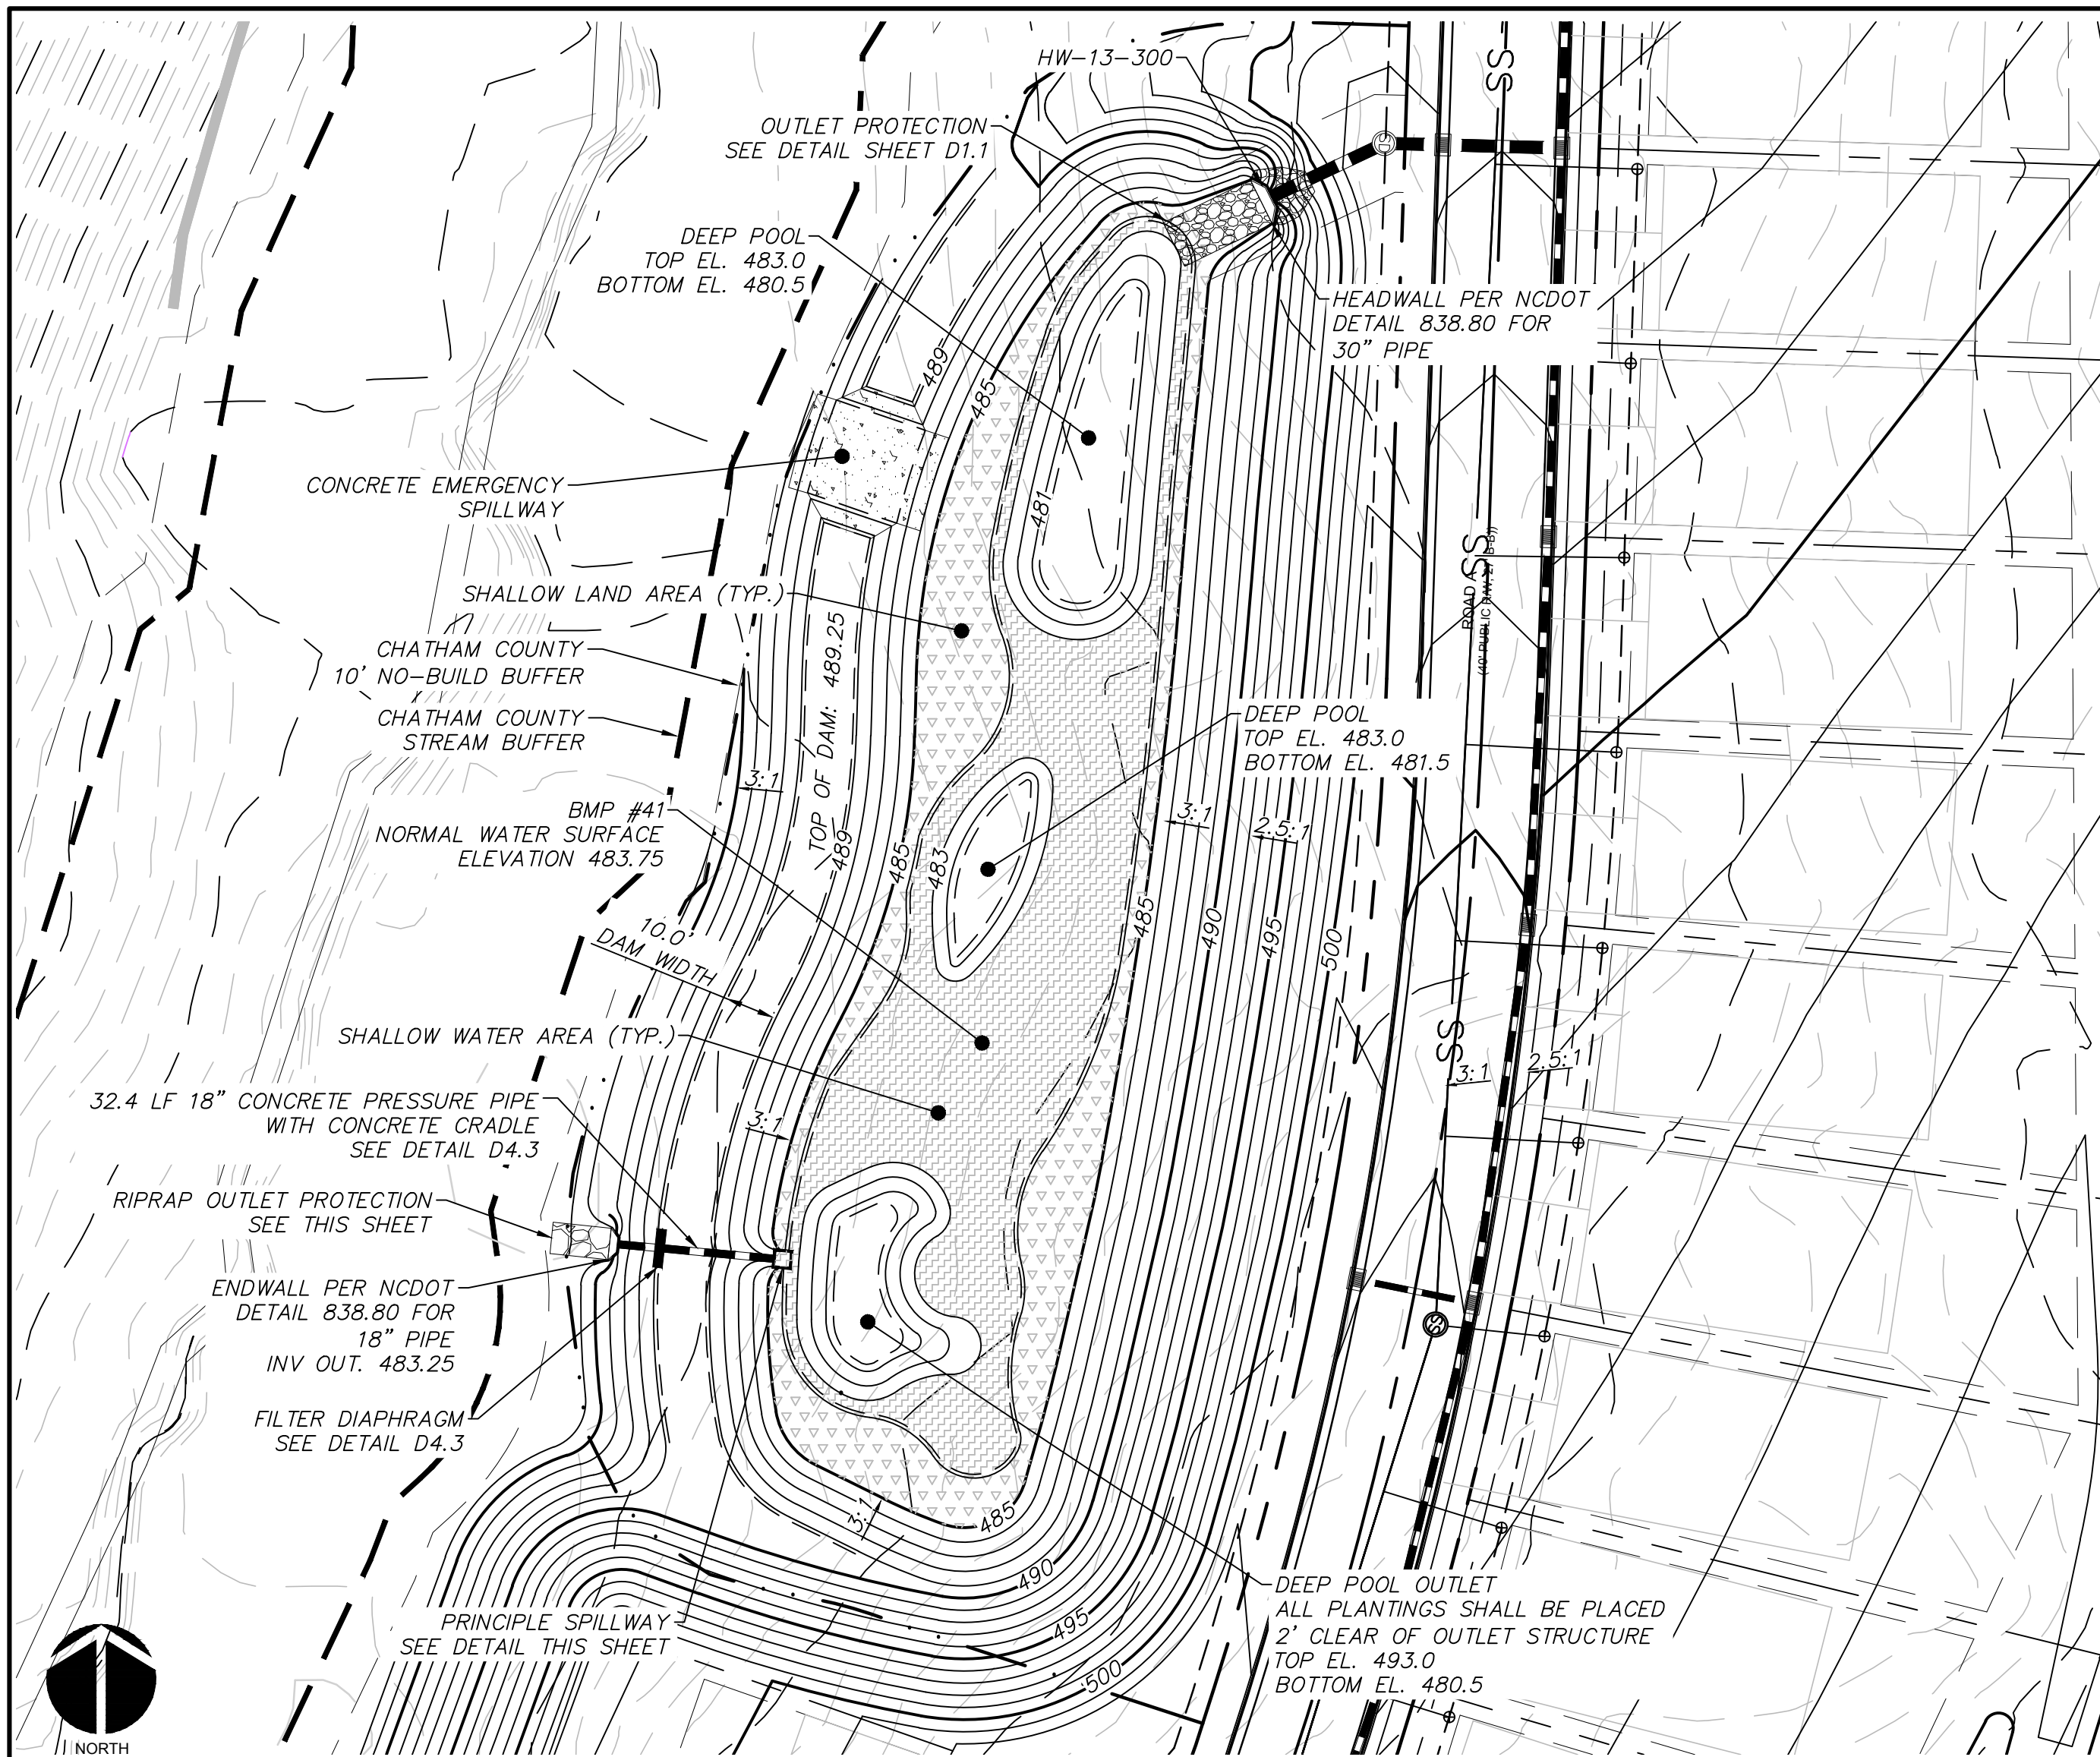 HW-13-300
OUTLET PROTECTION
SEE DETAIL SHEET D1.1
SS
SD
DEEP POOL
TOP EL. 483.0
BOTTOM EL. 480.5
HEADWALL PER NCDOT
DETAIL 838.80 FOR
30" PIPE
489
485
CONCRETE EMERGENCY
SPILLWAY
481
SS
SHALLOW LAND AREA (TYP.)
CHATHAM COUNTY
10' NO-BUILD BUFFER
CHATHAM COUNTY
STREAM BUFFER
TOP OF DAM: 489.25
DEEP POOL
TOP EL. 483.0
BOTTOM EL. 481.5
3:1
BMP #41
NORMAL WATER SURFACE
ELEVATION 483.75
489
485
483
3:1
2.5:1
485
490
495
500
10.0'
DAM WIDTH
SHALLOW WATER AREA (TYP.)
SS
3:1
2.5:1
32.4 LF 18" CONCRETE PRESSURE PIPE
WITH CONCRETE CRADLE
SEE DETAIL D4.3
3:1
RIPRAP OUTLET PROTECTION
SEE THIS SHEET
ENDWALL PER NCDOT
DETAIL 838.80 FOR
18" PIPE
INV OUT. 483.25
SS
FILTER DIAPHRAGM
SEE DETAIL D4.3
3:1
485
490
495
500
PRINCIPLE SPILLWAY
SEE DETAIL THIS SHEET
DEEP POOL OUTLET
ALL PLANTINGS SHALL BE PLACED
2' CLEAR OF OUTLET STRUCTURE
TOP EL. 493.0
BOTTOM EL. 480.5
NORTH